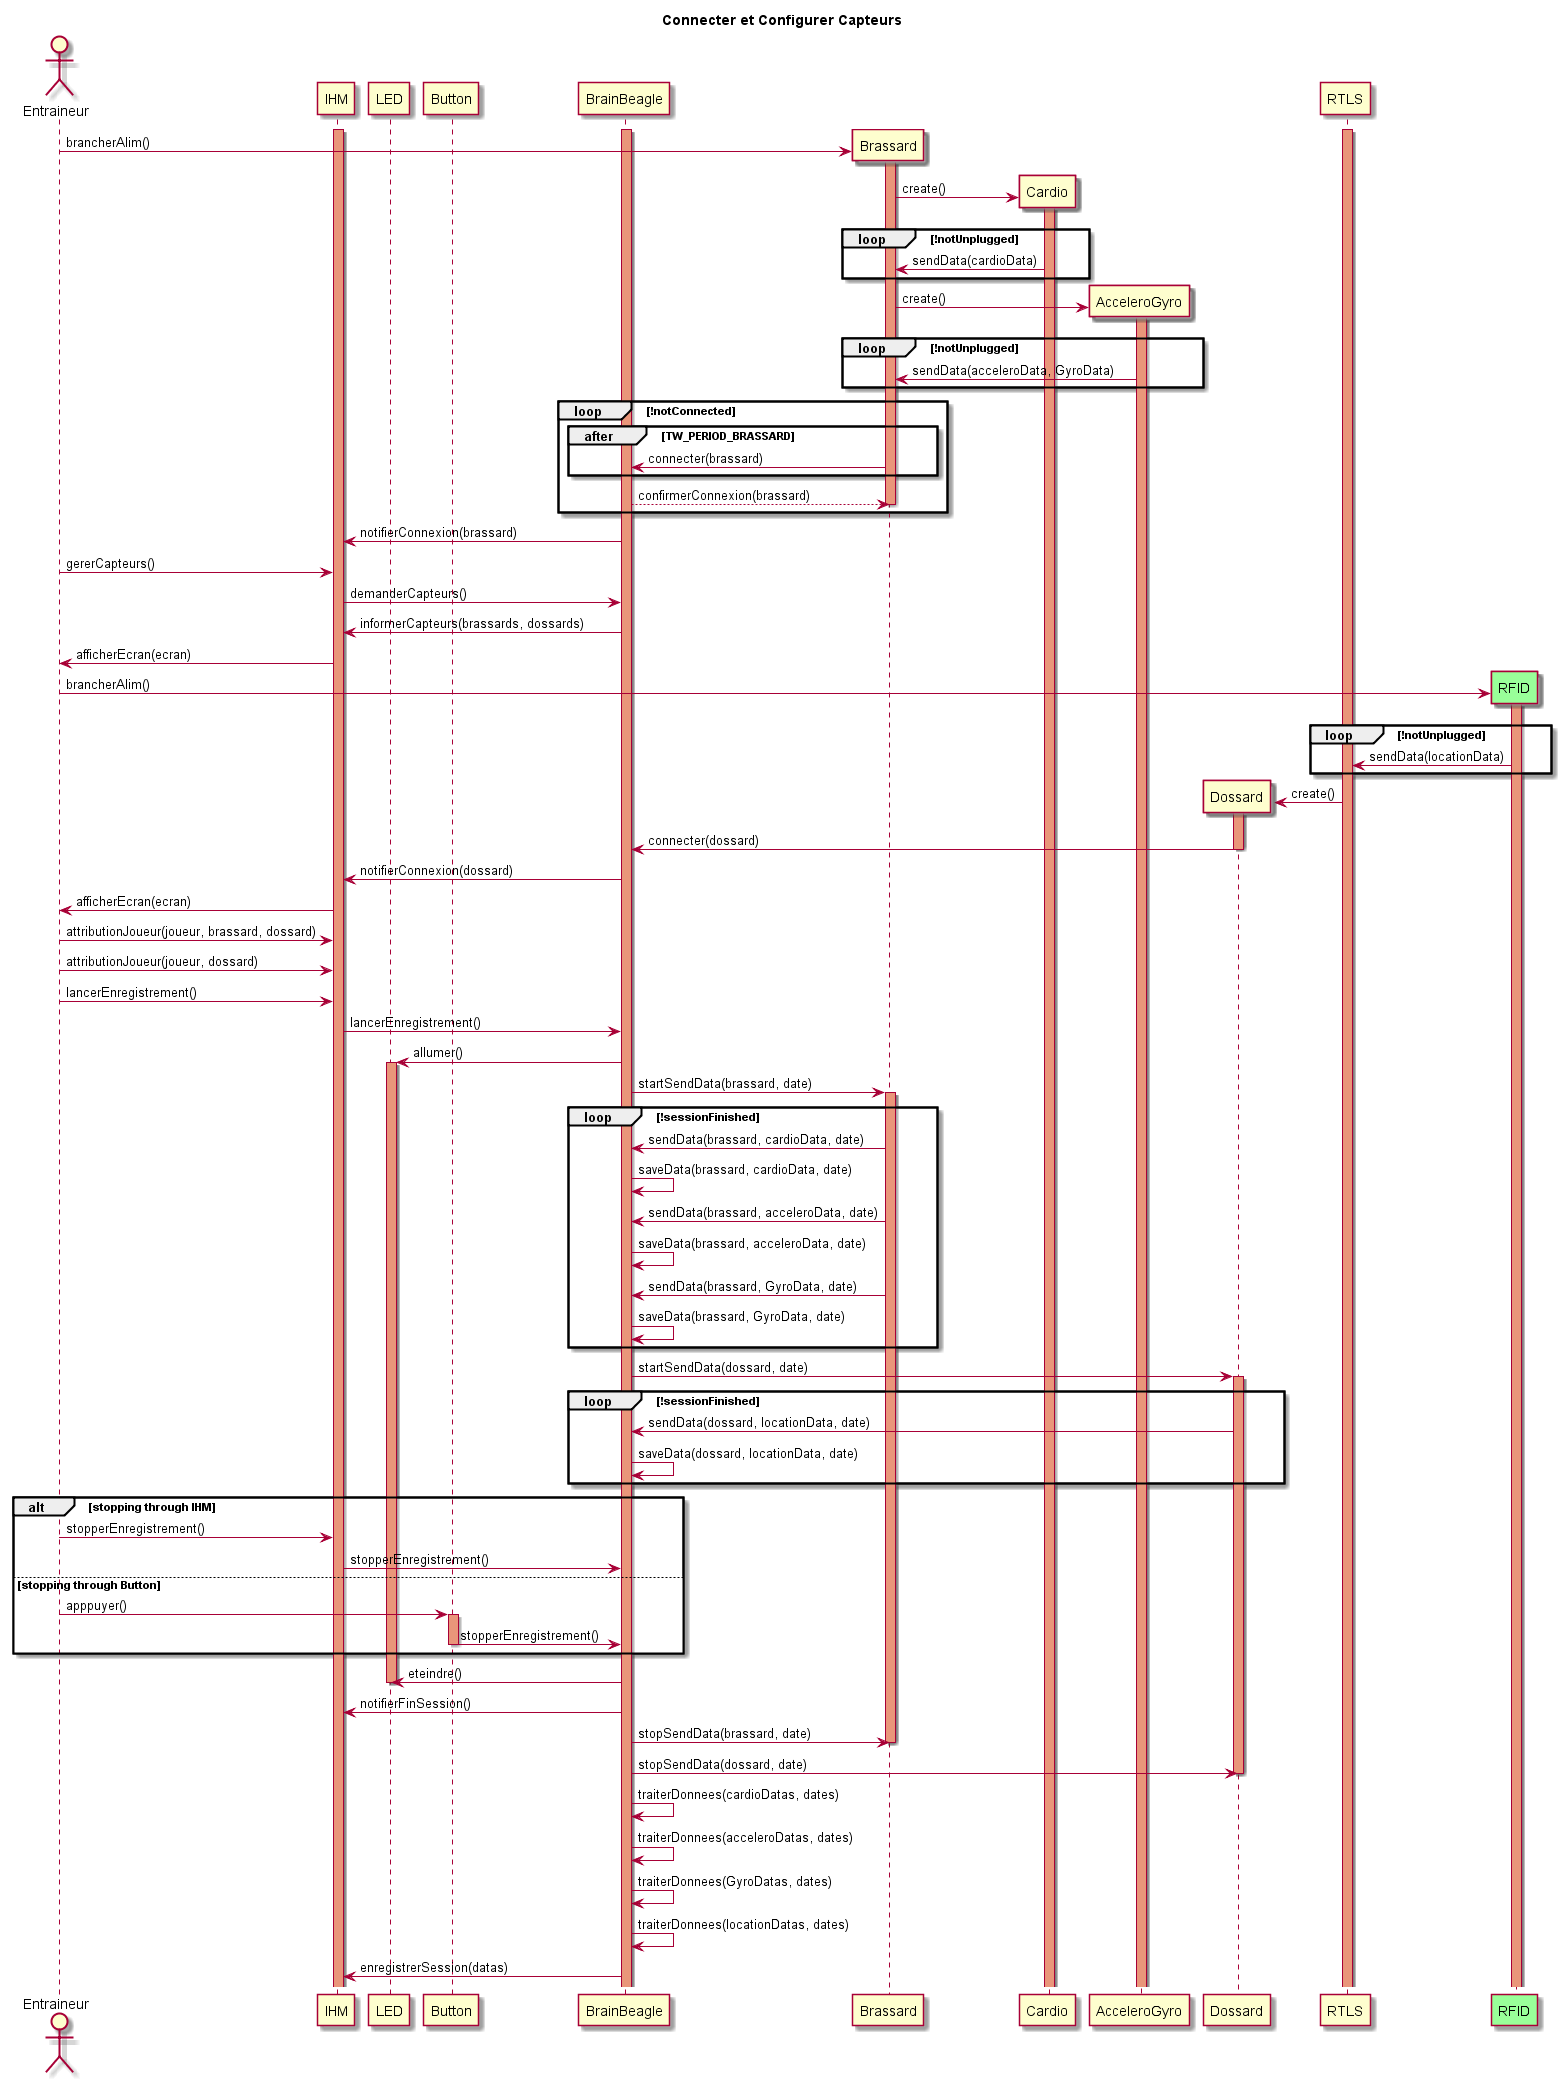 Connecter et Configurer Capteurs
Entraineur
IHM
LED
Button
BrainBeagle
RTLS
brancherAlim()
Brassard
create()
Cardio
loop [!notUnplugged]
sendData(cardioData)
create()
AcceleroGyro
loop [!notUnplugged]
sendData(acceleroData, GyroData)
loop [!notConnected]
after [TW_PERIOD_BRASSARD]
connecter(brassard)
confirmerConnexion(brassard)
notifierConnexion(brassard)
gererCapteurs()
demanderCapteurs()
informerCapteurs(brassards, dossards)
afficherEcran(ecran)
brancherAlim()
RFID
loop [!notUnplugged]
sendData(locationData)
Dossard
create()
connecter(dossard)
notifierConnexion(dossard)
afficherEcran(ecran)
attributionJoueur(joueur, brassard, dossard)
attributionJoueur(joueur, dossard)
lancerEnregistrement()
lancerEnregistrement()
allumer()
startSendData(brassard, date)
loop [!sessionFinished]
sendData(brassard, cardioData, date)
saveData(brassard, cardioData, date)
sendData(brassard, acceleroData, date)
saveData(brassard, acceleroData, date)
sendData(brassard, GyroData, date)
saveData(brassard, GyroData, date)
startSendData(dossard, date)
loop [!sessionFinished]
sendData(dossard, locationData, date)
saveData(dossard, locationData, date)
alt [stopping through IHM]
stopperEnregistrement()
stopperEnregistrement()
[stopping through Button]
apppuyer()
stopperEnregistrement()
eteindre()
notifierFinSession()
stopSendData(brassard, date)
stopSendData(dossard, date)
traiterDonnees(cardioDatas, dates)
traiterDonnees(acceleroDatas, dates)
traiterDonnees(GyroDatas, dates)
traiterDonnees(locationDatas, dates)
enregistrerSession(datas)
Entraineur
IHM
LED
Button
BrainBeagle
Brassard
Cardio
AcceleroGyro
Dossard
RTLS
RFID